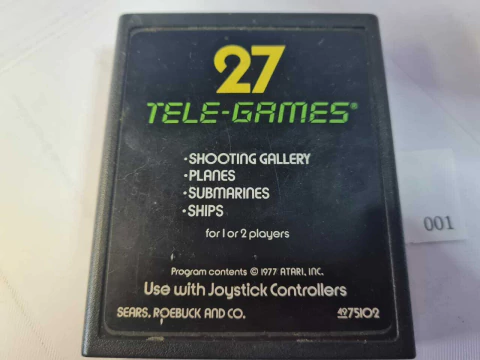 27
TELE-GAMES®
·SHOOTING GALLERY
·PLANES
·SUBMARINES
·SHIPS
for 1 or 2 players
001
Program contents © 1977 ATARI, INC.
Use with Joystick Controllers
SEARS, ROEBUCK AND CO. 4975102